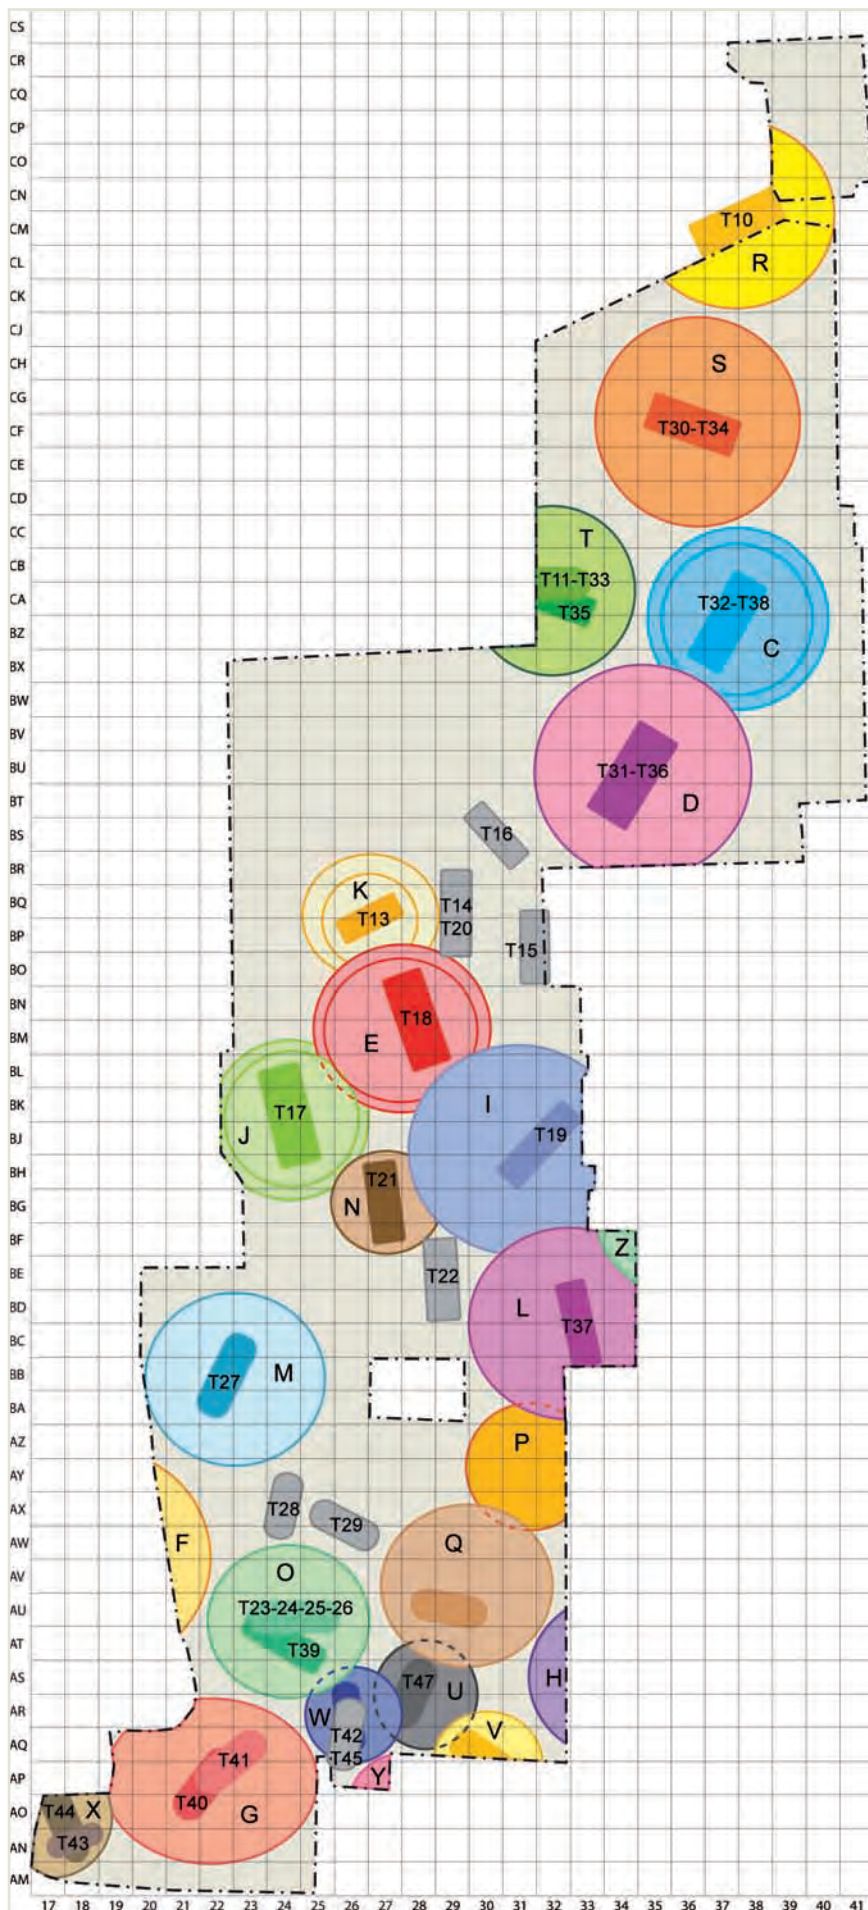 CS
CR
CQ
CP
CO
CN
CM
T10
CL
R
CK
CJ
CH
S
CG
CF
T30-T34
CE
CD
CC
T
CB
T11-T33
CA
T32-T38
T35
BZ
C
BX
BW
BV
BU
T31-T36
BT
D
BS
T16
BR
K
BQ
T14
T13
BP
T20
T15
BO
BN
T18
BM
E
BL
BK
I
T17
BJ
J
T19
BH
T21
BG
N
BF
Z
BE
T22
BD
L
T37
BC
BB
T27
M
BA
AZ
P
AY
AX
T28
T29
AW
F
Q
AV
O
AU
T23-24-25-26
AT
T39
AS
T47
H
U
AR
W
V
AQ
T42
T41
T45
AP
Y
T40
AO
T44
X
G
AN
T43
AM
17 18 19 20 21 22 23 24 25 26 27 28 29 30 31 32 33 34 35 36 37 38 39 40 41